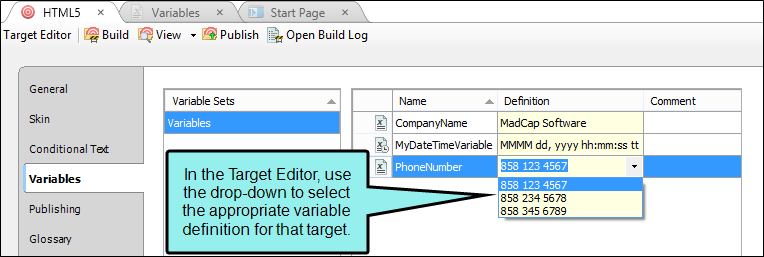 HTML5 Variables Start Page
Target Editor Build View Publish Open Build Log
General
Skin
Conditional Text
Variables
Publishing
Glossary
Variable Sets
Variables
Name Definition Comment
CompanyName MadCap Software
MyDateTimeVariable MMMM dd, yyyy hh:mm:ss tt
PhoneNumber 858 123 4567
858 123 4567
858 234 5678
858 345 6789
In the Target Editor, use
the drop-down to select
the appropriate variable
definition for that target.